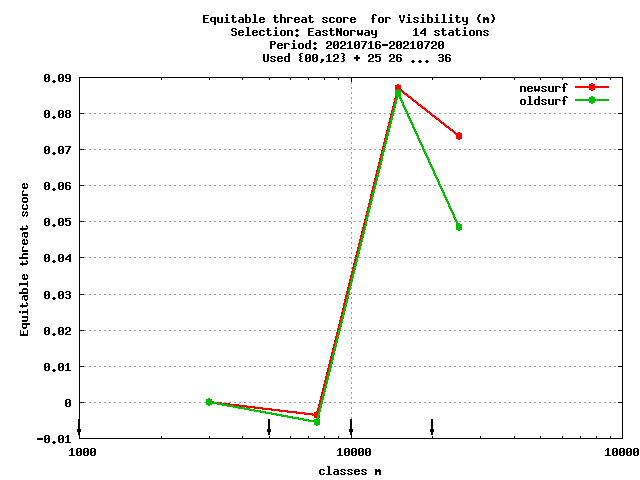 Equitable threat score  for Visibility (m)
Selection: EastNorway     14 stations
Period: 20210716-20210720
Used {00,12} + 25 26 ... 36
newsurf
oldsurf
0.09
0.08
0.07
0.06
0.05
0.04
0.03
0.02
0.01
0
-0.01
Equitable threat score
1000
10000
10000
classes m